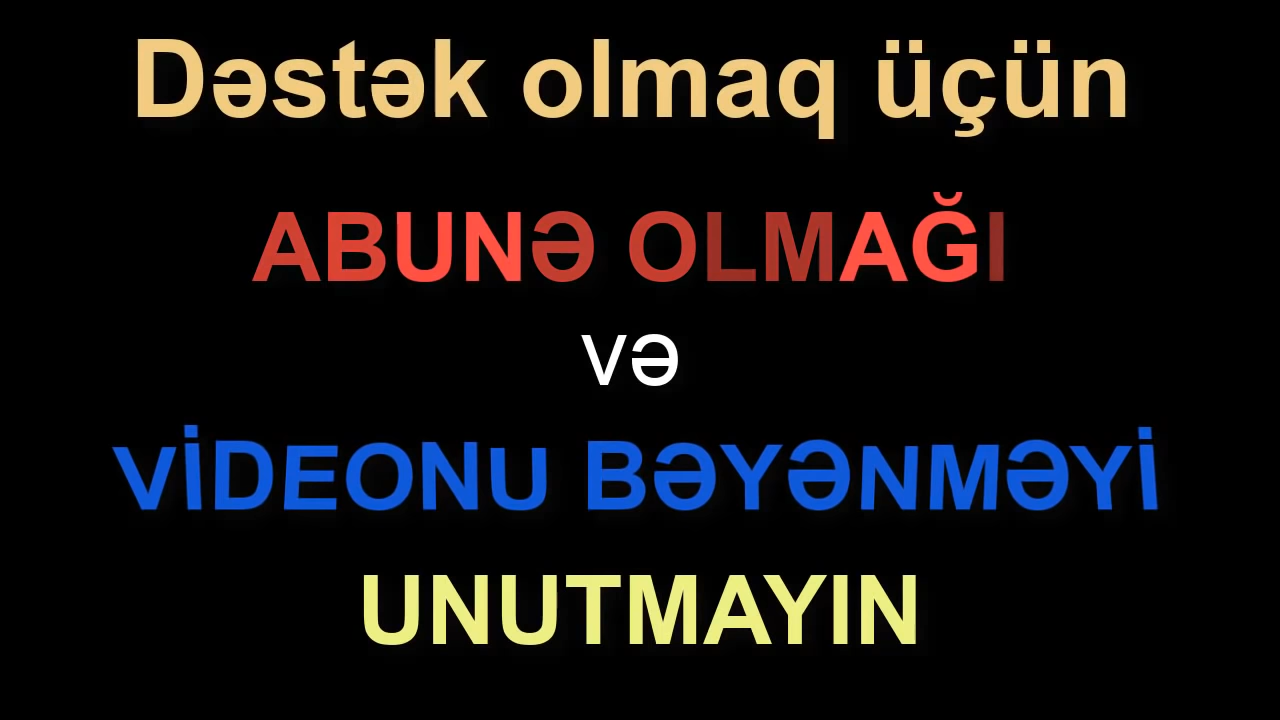 Dəstək olmaq üçün
ABUNƏ OLMAĞI
və
VİDEONU BƏYƏNMƏYİ
UNUTMAYIN